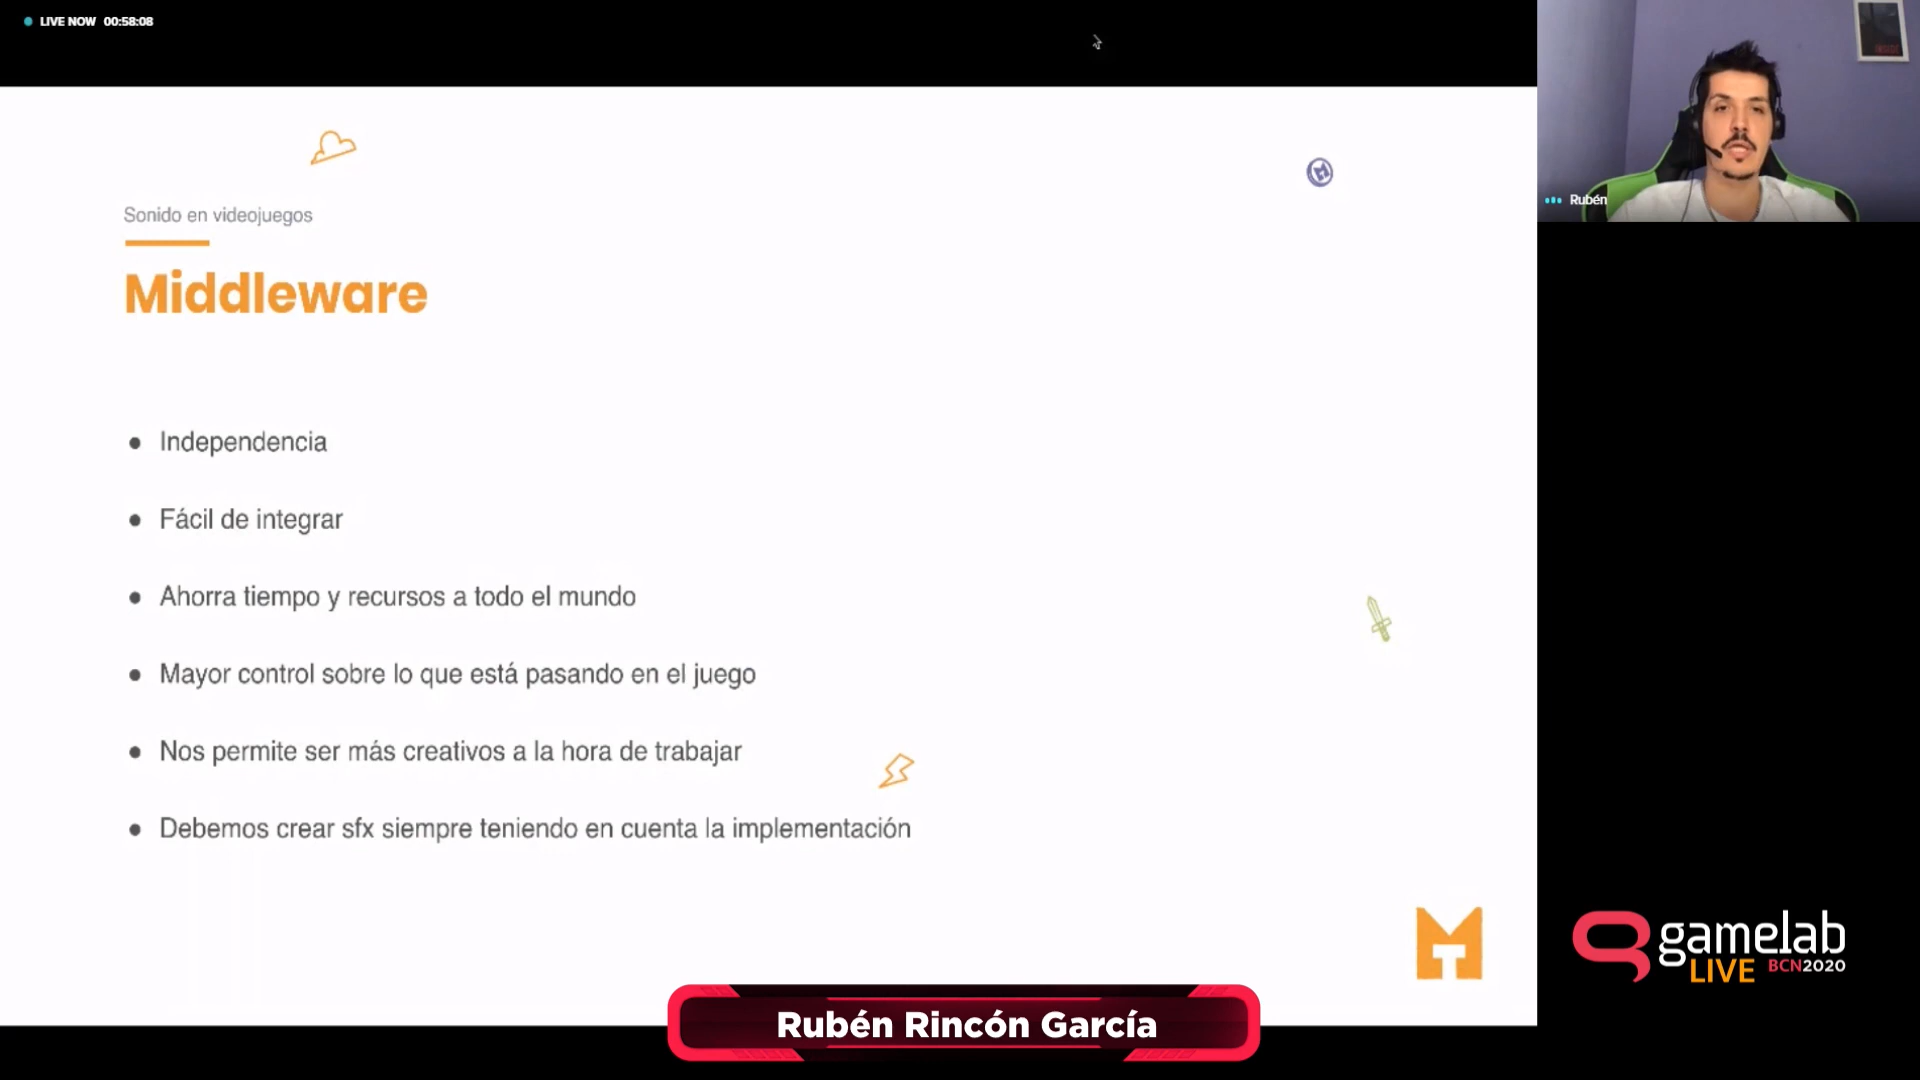 LIVE NOW 00:58:08
Rubén
Sonido en videojuegos
Middleware
● Independencia
● Fácil de integrar
● Ahorra tiempo y recursos a todo el mundo
● Mayor control sobre lo que está pasando en el juego
● Nos permite ser más creativos a la hora de trabajar
● Debemos crear sfx siempre teniendo en cuenta la implementación
gamelab
LIVE BCN2020
Rubén Rincón García